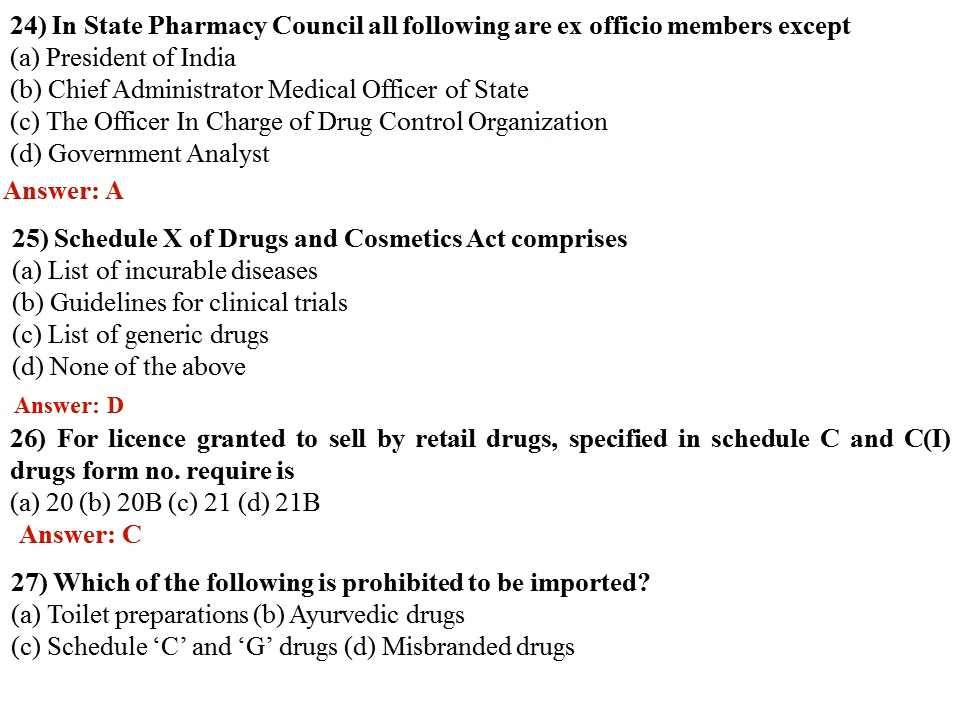 24) In State Pharmacy Council all following are ex officio members except
(a) President of India
(b) Chief Administrator Medical Officer of State
(c) The Officer In Charge of Drug Control Organization
(d) Government Analyst
Answer: A
25) Schedule X of Drugs and Cosmetics Act comprises
(a) List of incurable diseases
(b) Guidelines for clinical trials
(c) List of generic drugs
(d) None of the above
Answer: D
26) For licence granted to sell by retail drugs, specified in schedule C and C(I)
drugs form no. require is
(a) 20 (b) 20B (c) 21 (d) 21B
Answer: C
27) Which of the following is prohibited to be imported?
(a) Toilet preparations (b) Ayurvedic drugs
(c) Schedule ‘C’ and ‘G’ drugs (d) Misbranded drugs